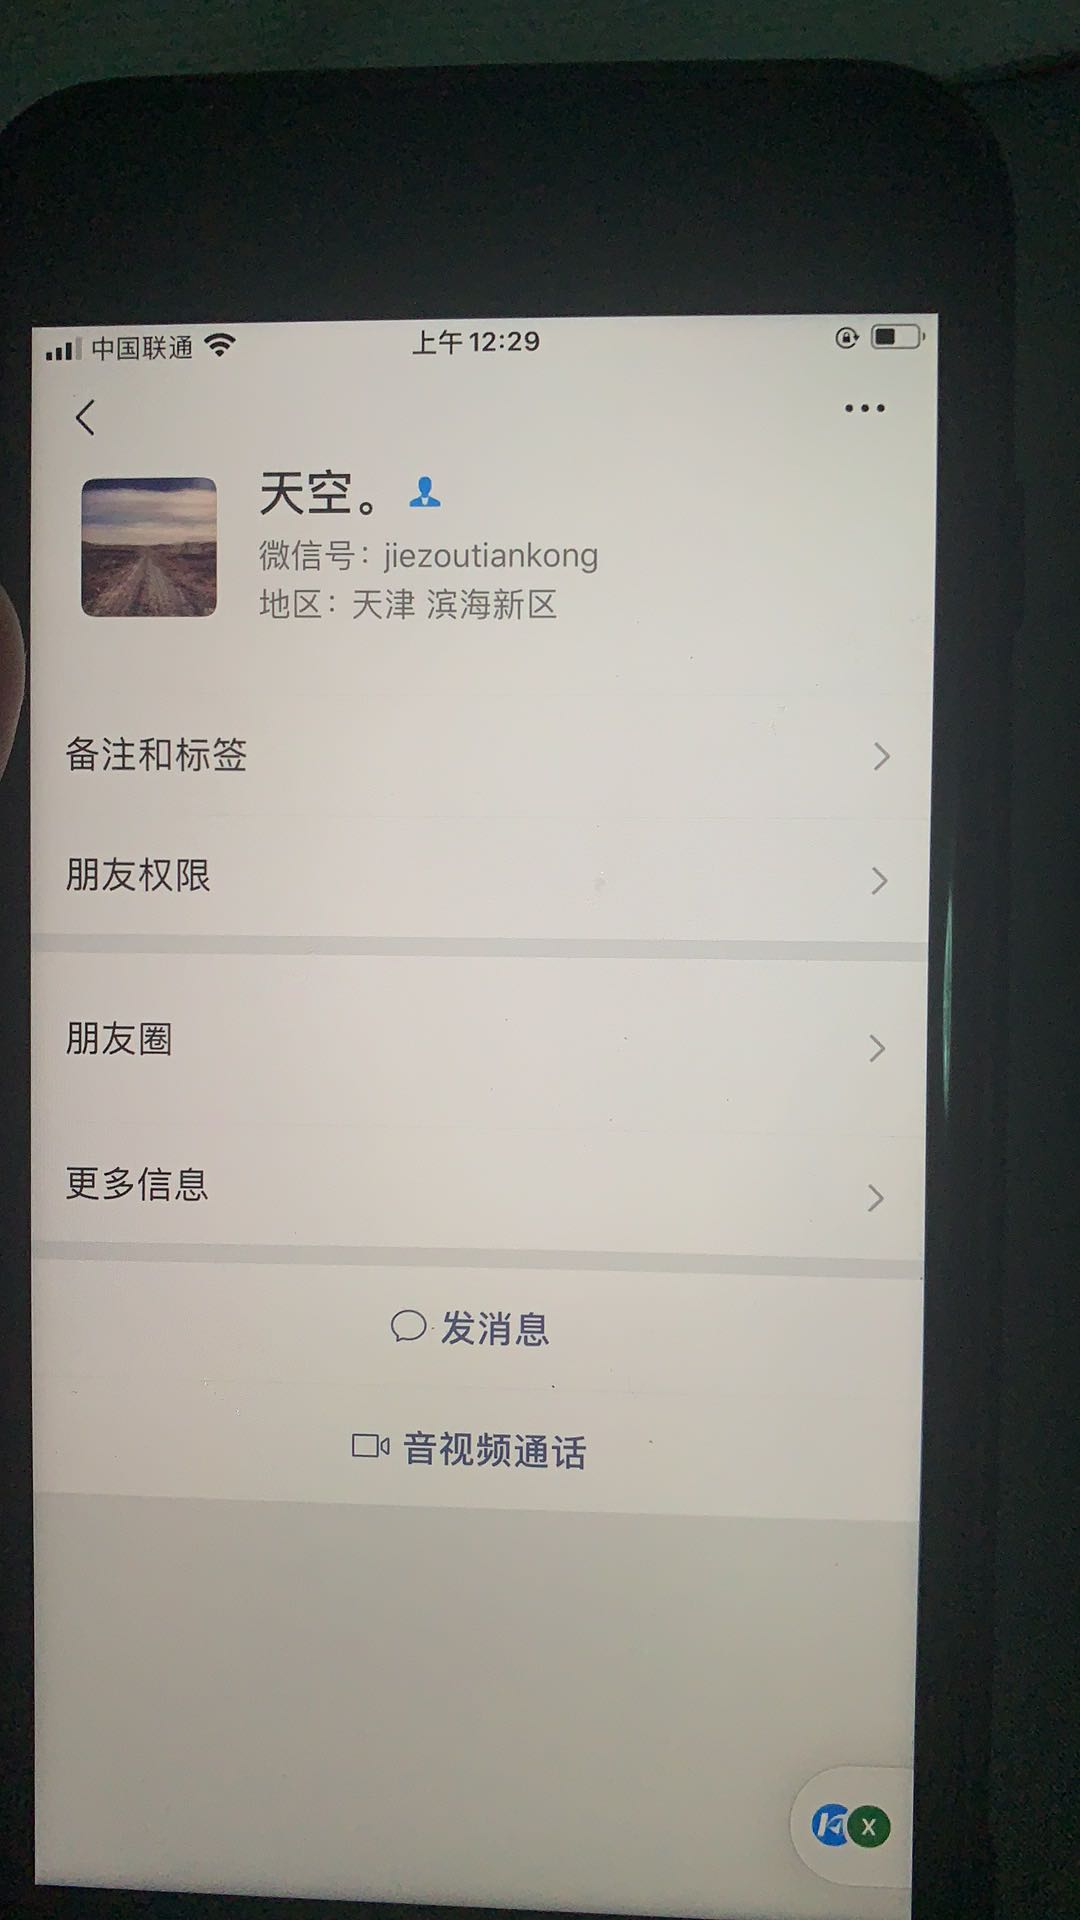 中国联通 上午12:29
天空。
微信号：jiezoutiankong
地区：天津 滨海新区
备注和标签
朋友权限
朋友圈
更多信息
发消息
音视频通话
X